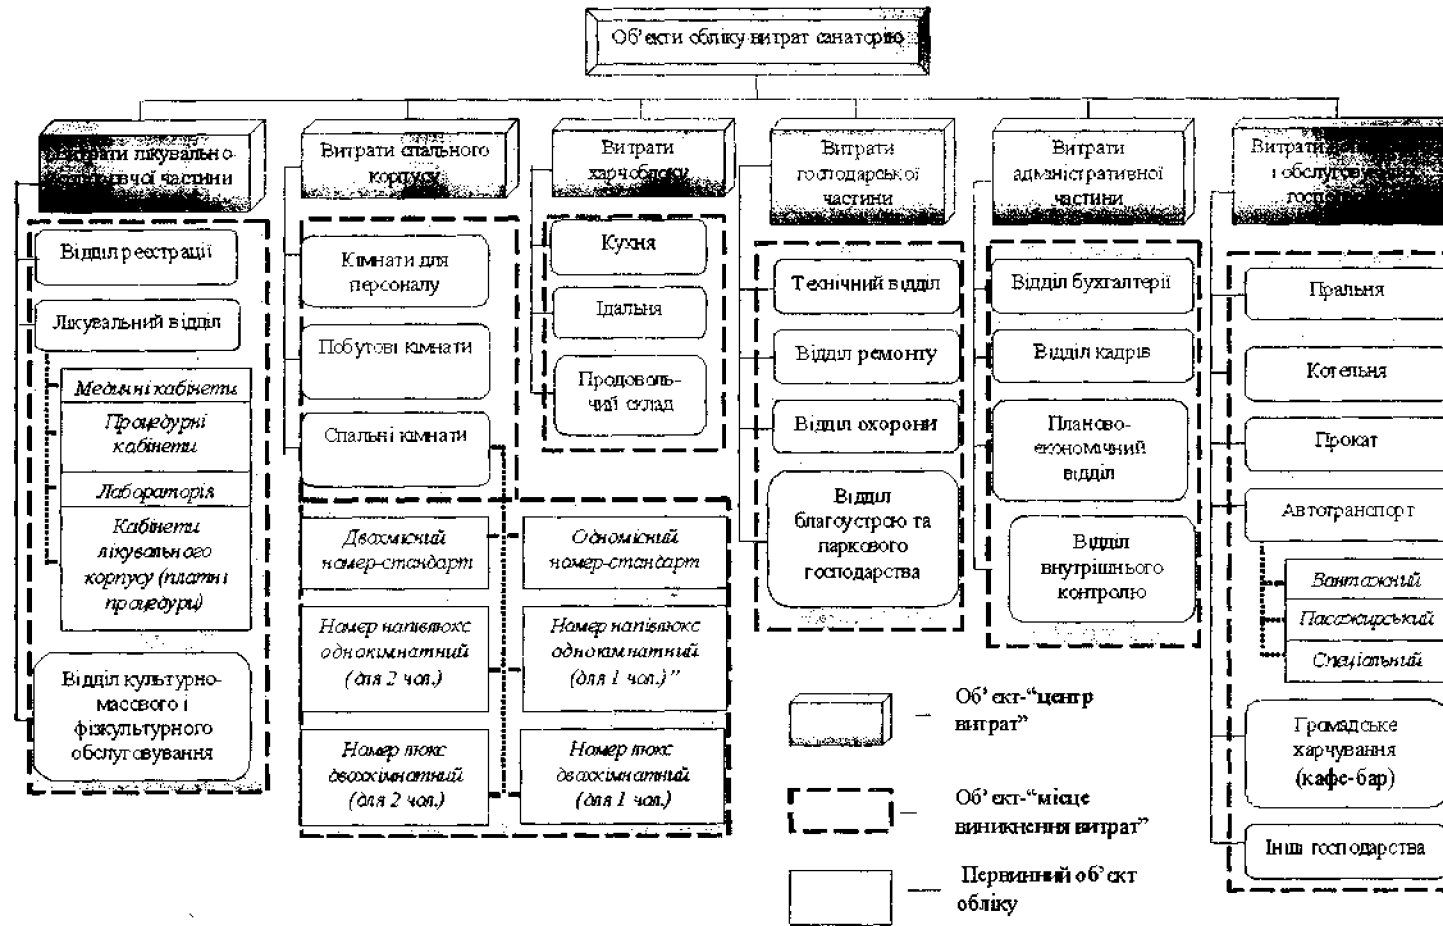 Об’єкти обліку витрат санаторію
Витрати лікувально-
частини
Відділ реєстрації
Лікувальний відділ
Медичні кабінети
Процедурні
кабінети
Лабораторія
Кабінети
лікувального
корпусу (платні
процедури)
Відділ культурно-
масового і
фізкультурного
обслуговування
Витрати спального
корпусу
Кімнати для
персоналу
Побутові кімнати
Спальні кімнати
Двохмісний
номер-стандарт
Одномісний
номер-стандарт
Номер напівлюкс
однокімнатний
(для 2 чол.)
Номер напівлюкс
однокімнатний
(для 1 чол.)”
Номер люкс
двохкімнатний
(для 2 чол.)
Номер люкс
двохкімнатний
(для 1 чол.)
Витрати
харчоблоку
Кухня
Їдальня
Продоволь-
чий склад
Витрати
господарської
частини
Технічний відділ
Відділ ремонту
Відділ охорони
Відділ
благоустрою та
паркового
господарства
Витрати
адміністративної
частини
Відділ бухгалтерії
Відділ кадрів
Планово-
економічний
відділ
Відділ
внутрішнього
контролю
Витрати
і обслуговуючих
Пральня
Котельня
Прокат
Автотранспорт
Вантажний
Пасажирський
Спеціальний
Громадське
харчування
(кафе-бар)
Інші господарства
Об’єкт-“центр
витрат”
Об’єкт-“місце
виникнення витрат”
Первинний об’єкт
обліку